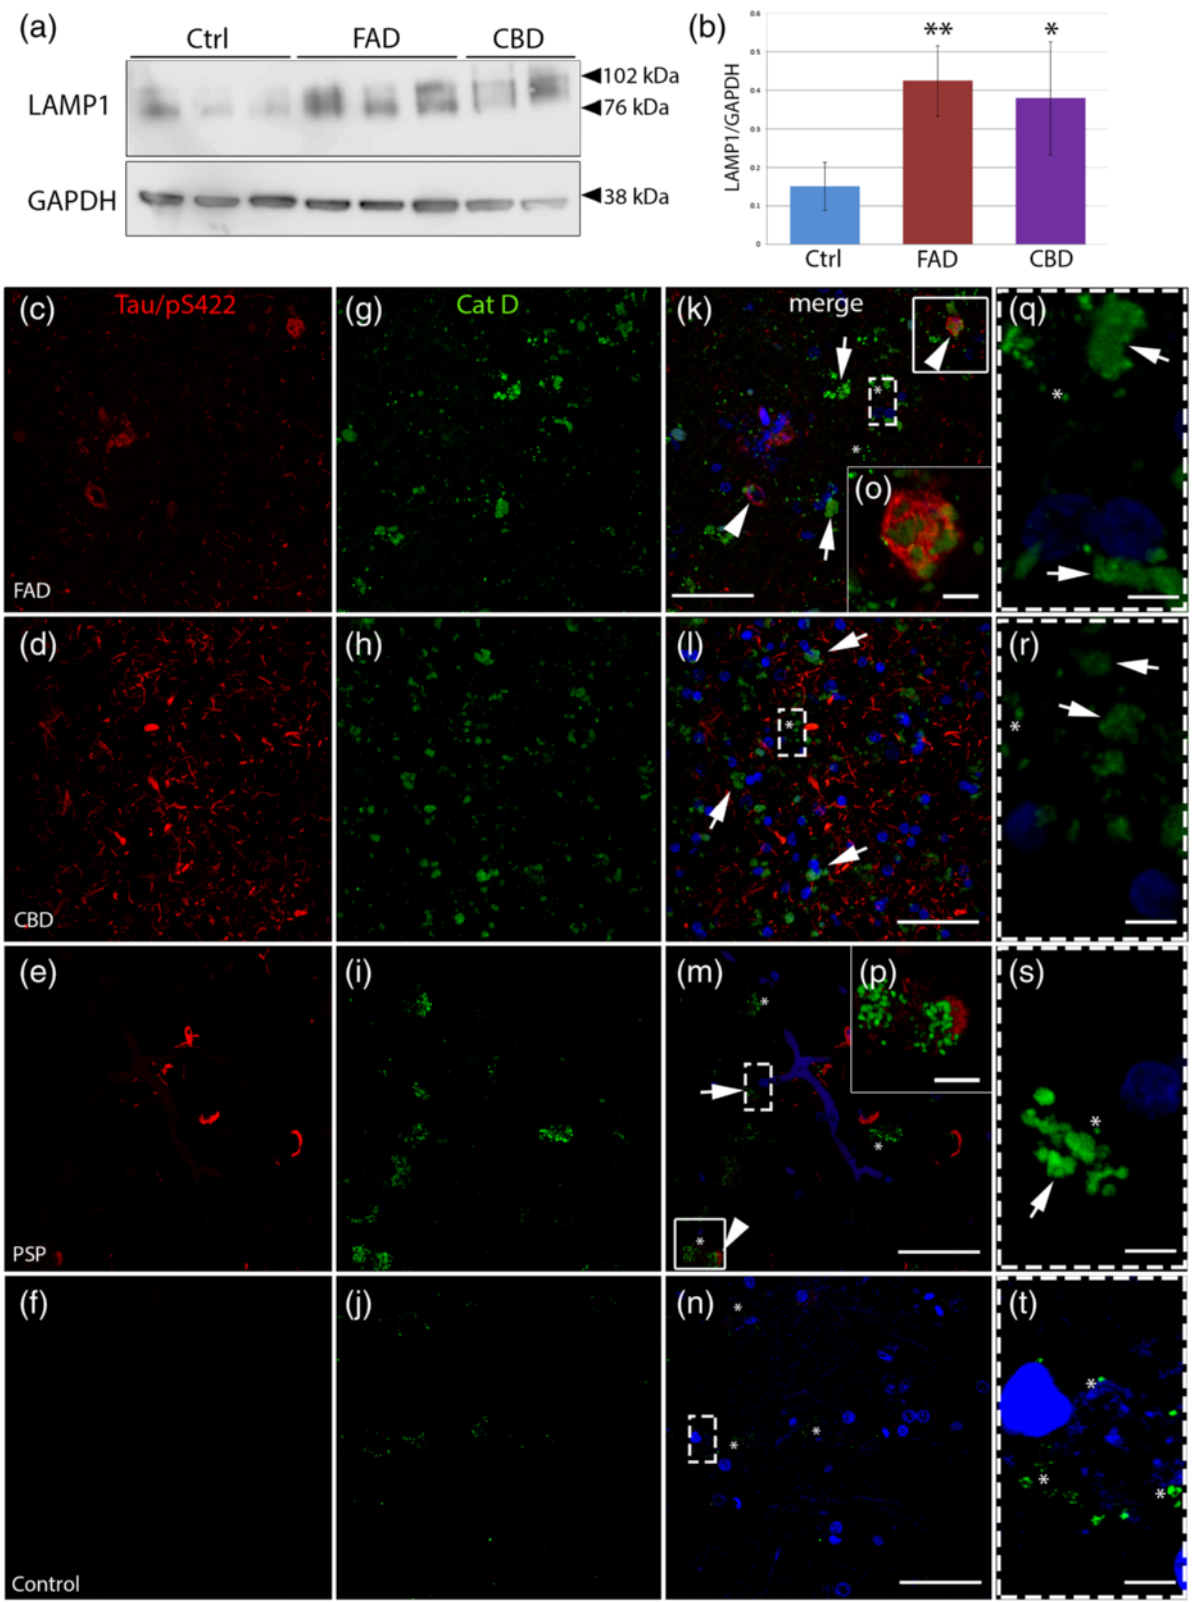 (a)
Ctrl FAD CBD
LAMP1
102 kDa
76 kDa
GAPDH
38 kDa
(b)
LAMP1/GAPDH
0.6
0.5
0.4
0.3
0.2
0.1
0
** *
Ctrl FAD CBD
(c) Tau/pS422
FAD
(g) Cat D
(k) merge
*
*
(o)
(q)
*
(d)
CBD
(h)
(l)
*
(r)
*
(e)
PSP
(i)
(m)
*
*
*
(p)
(s)
*
(f)
Control
(j)
(n)
*
*
*
(t)
*
*
*